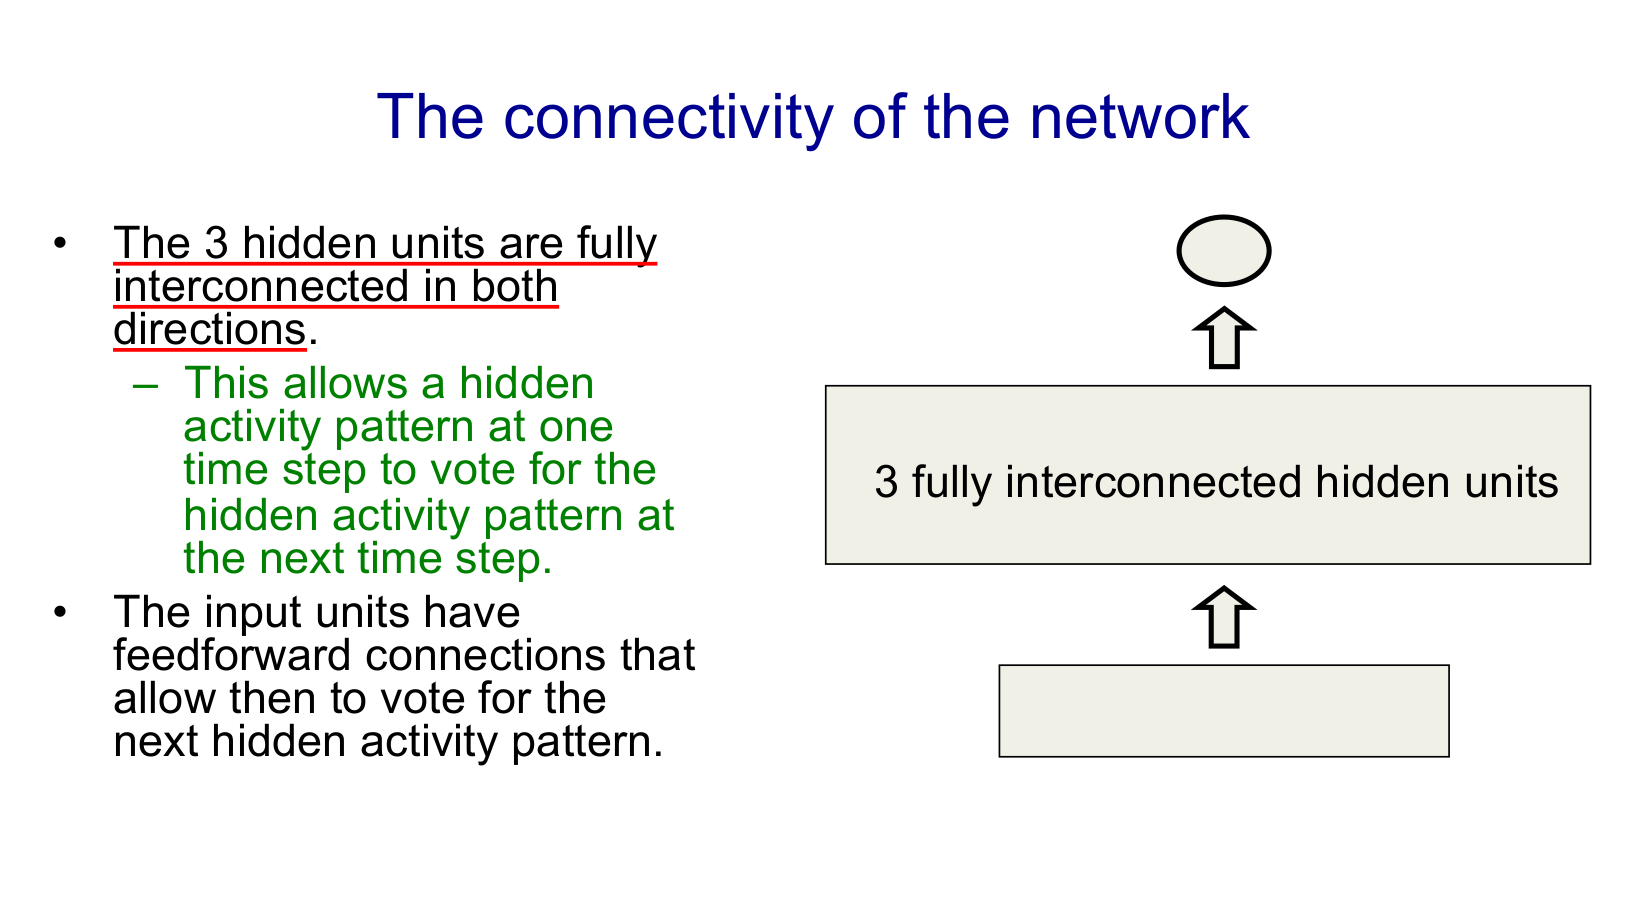 The connectivity of the network
• The 3 hidden units are fully
interconnected in both
directions.
– This allows a hidden
activity pattern at one
time step to vote for the
hidden activity pattern at
the next time step.
• The input units have
feedforward connections that
allow then to vote for the
next hidden activity pattern.
3 fully interconnected hidden units